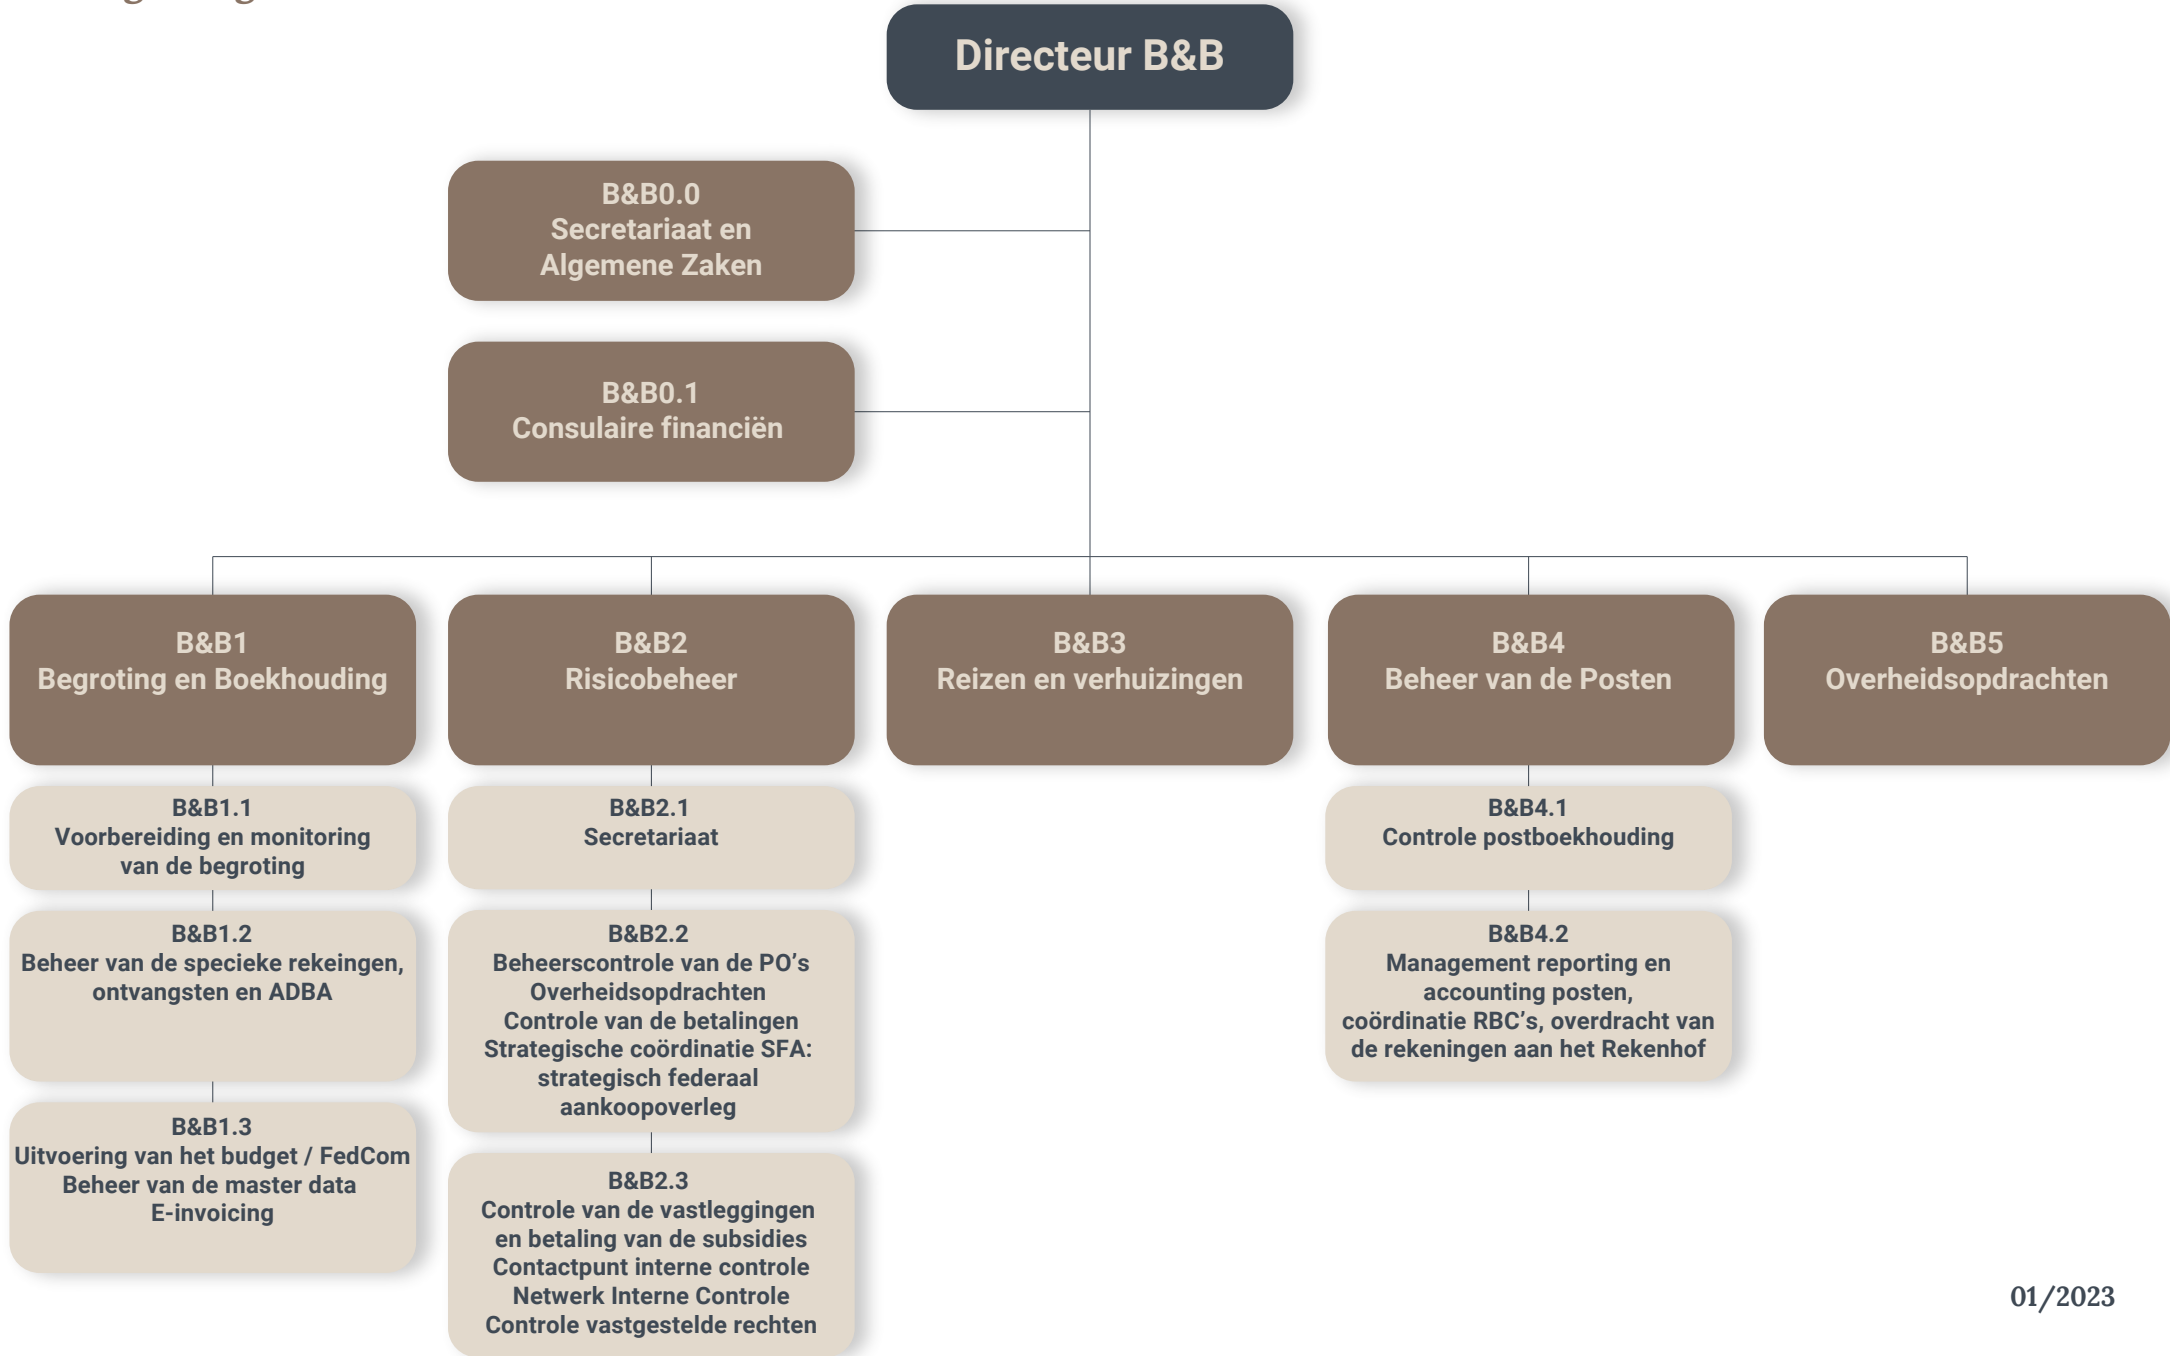 Directeur B&B
B&B0.0
Secretariaat en
Algemene Zaken
B&B0.1
Consulaire financiën
B&B1
Begroting en Boekhouding
B&B2
Risicobeheer
B&B3
Reizen en verhuizingen
B&B4
Beheer van de Posten
B&B5
Overheidsopdrachten
B&B1.1
Voorbereiding en monitoring
van de begroting
B&B1.2
Beheer van de specieke rekeingen,
ontvangsten en ADBA
B&B1.3
Uitvoering van het budget / FedCom
Beheer van de master data
E-invoicing
B&B2.1
Secretariaat
B&B2.2
Beheerscontrole van de PO’s
Overheidsopdrachten
Controle van de betalingen
Strategische coördinatie SFA:
strategisch federaal
aankoopoverleg
B&B2.3
Controle van de vastleggingen
en betaling van de subsidies
Contactpunt interne controle
Netwerk Interne Controle
Controle vastgestelde rechten
B&B4.1
Controle postboekhouding
B&B4.2
Management reporting en
accounting posten,
coördinatie RBC’s, overdracht van
de rekeningen aan het Rekenhof
01/2023